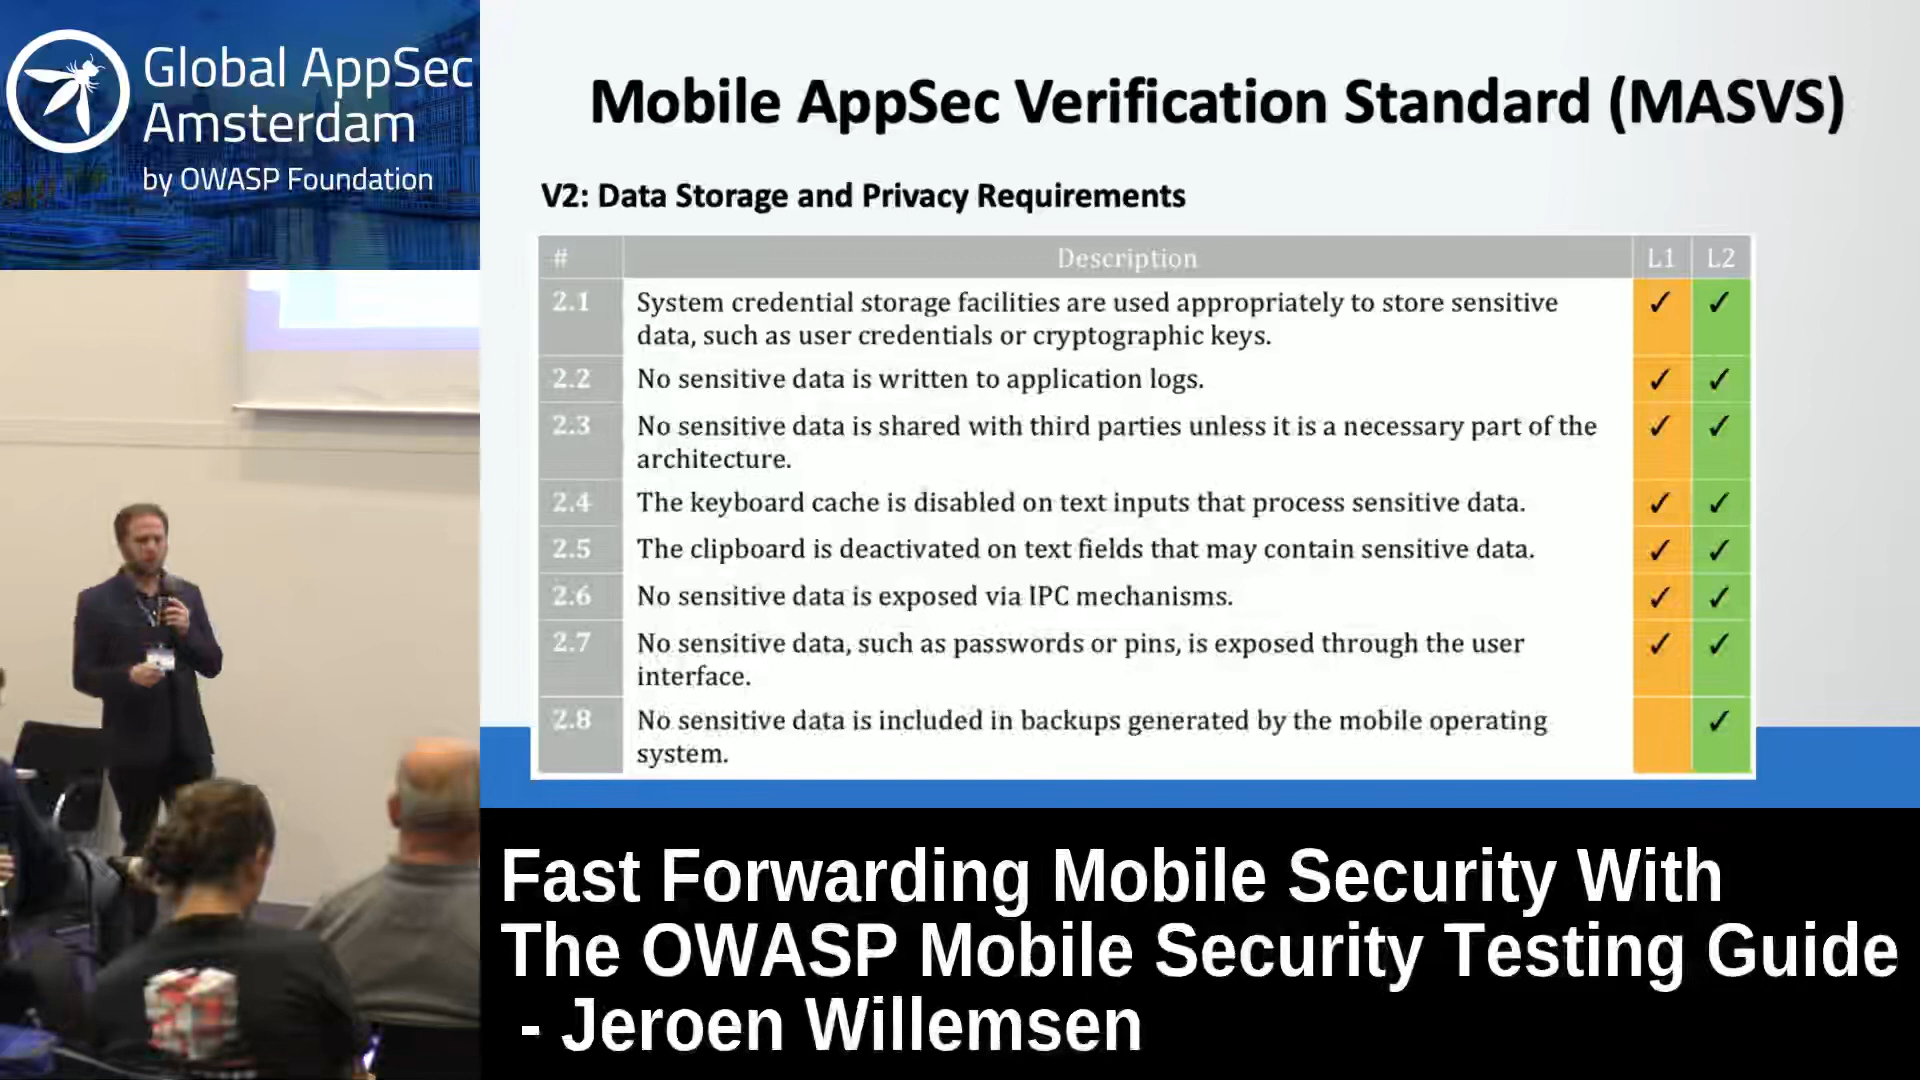 Global AppSec
Amsterdam
by OWASP Foundation
Mobile AppSec Verification Standard (MASVS)
V2: Data Storage and Privacy Requirements
# Description L1 L2
2.1 System credential storage facilities are used appropriately to store sensitive ✓ ✓
data, such as user credentials or cryptographic keys.
2.2 No sensitive data is written to application logs. ✓ ✓
2.3 No sensitive data is shared with third parties unless it is a necessary part of the ✓ ✓
architecture.
2.4 The keyboard cache is disabled on text inputs that process sensitive data. ✓ ✓
2.5 The clipboard is deactivated on text fields that may contain sensitive data. ✓ ✓
2.6 No sensitive data is exposed via IPC mechanisms. ✓ ✓
2.7 No sensitive data, such as passwords or pins, is exposed through the user ✓ ✓
interface.
2.8 No sensitive data is included in backups generated by the mobile operating ✓
system.
Fast Forwarding Mobile Security With
The OWASP Mobile Security Testing Guide
- Jeroen Willemsen